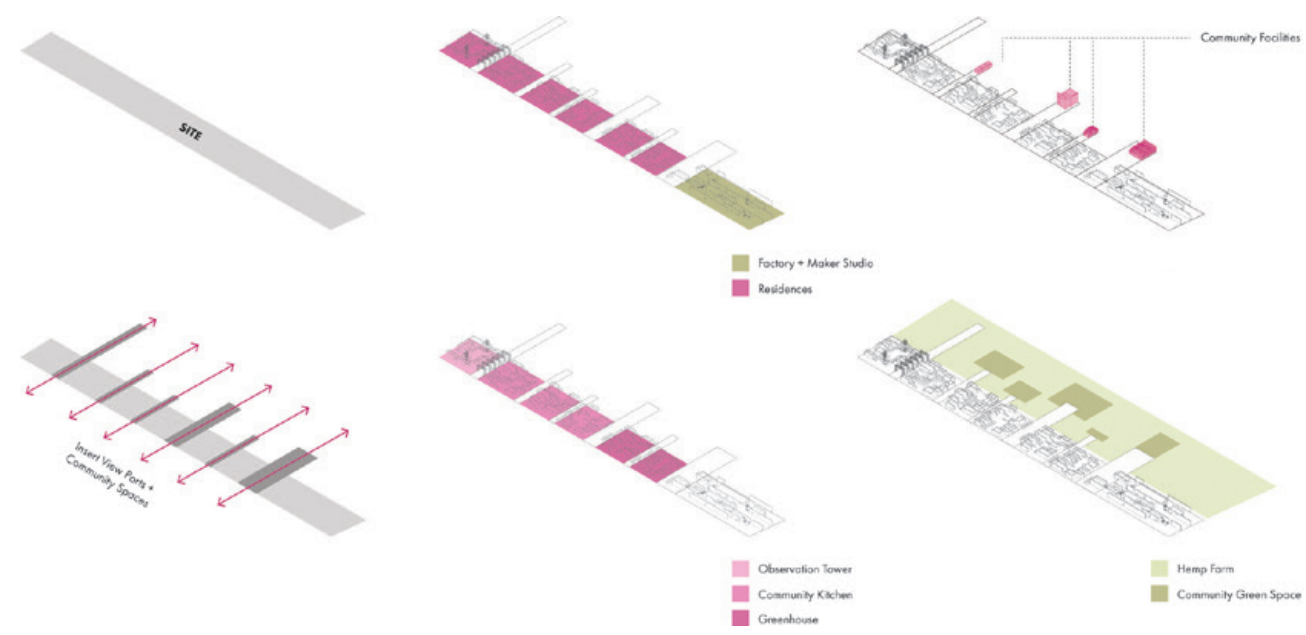 SITE
Factory + Maker Studio
Residences
Community Facilities
Insert View Ports +
Community Spaces
Observation Tower
Community Kitchen
Greenhouse
Hemp Farm
Community Green Space